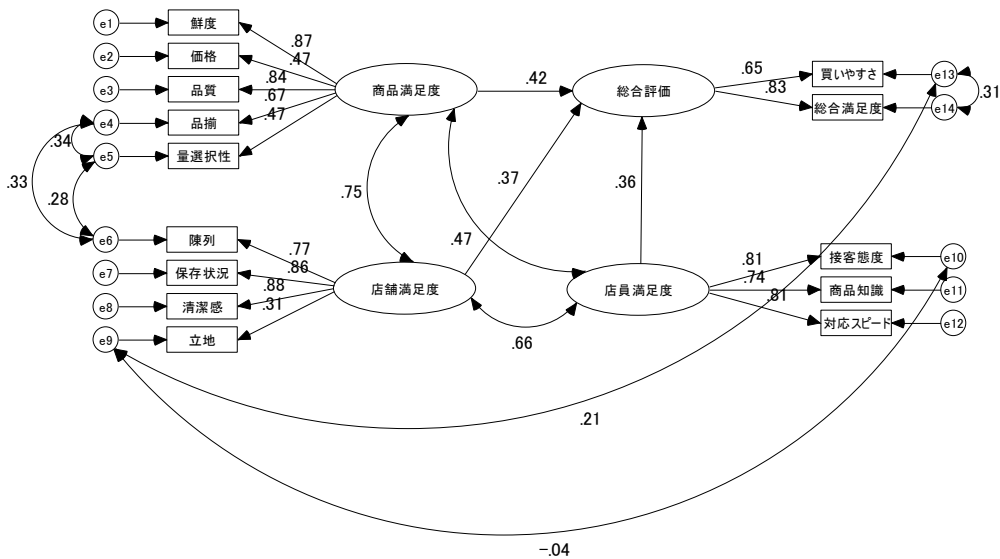 e1
鮮度
e2
価格
e3
品質
e4
品揃
e5
量選択性
.87
.47
.84
.67
.47
商品満足度
.42
総合評価
.65
.83
買いやすさ
総合満足度
e13
e14
.31
.34
.33
.28
.75
.47
.37
.36
e6
陳列
e7
保存状況
e8
清潔感
e9
立地
.77
.86
.88
.31
店舗満足度
.66
店員満足度
.81
.74
.81
接客態度
商品知識
対応スピード
e10
e11
e12
.21
-.04